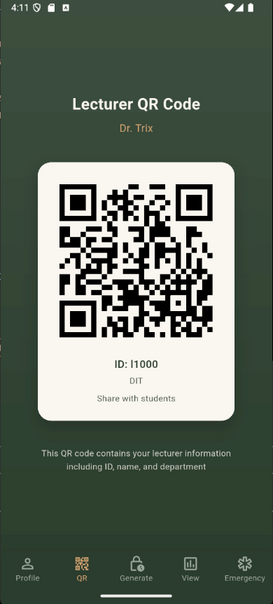 4:11
Lecturer QR Code
Dr. Trix
ID: l1000
DIT
Share with students
This QR code contains your lecturer information
including ID, name, and department
Profile
QR
Generate
View
Emergency